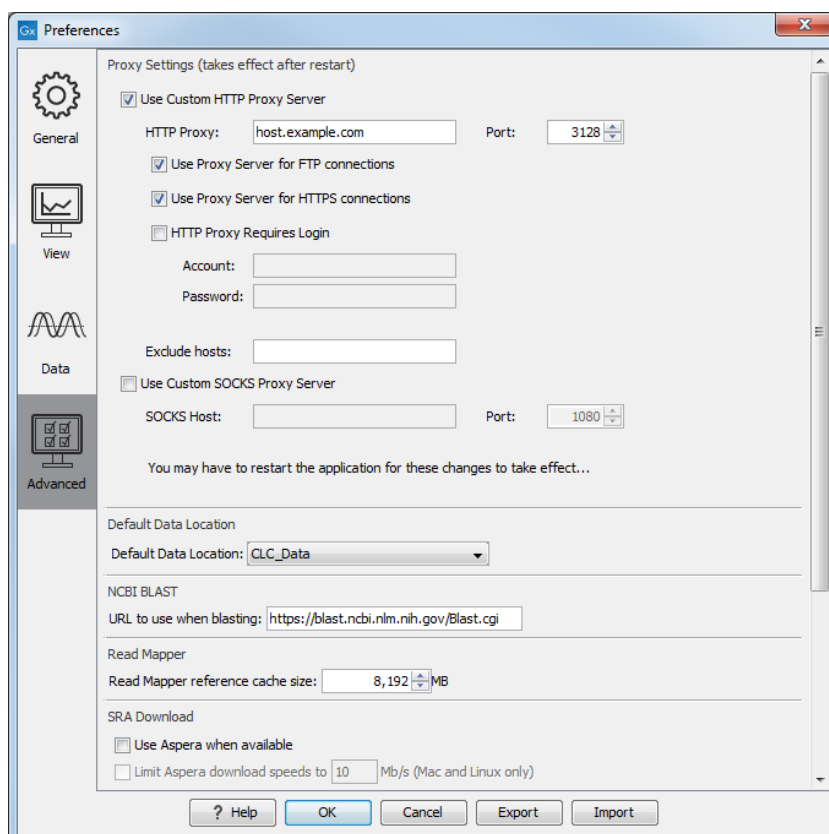 Gx Preferences
General
View
Data
Advanced
Proxy Settings (takes effect after restart)
Use Custom HTTP Proxy Server
HTTP Proxy: host.example.com Port: 3128
Use Proxy Server for FTP connections
Use Proxy Server for HTTPS connections
HTTP Proxy Requires Login
Account:
Password:
Exclude hosts:
Use Custom SOCKS Proxy Server
SOCKS Host: Port: 1080
You may have to restart the application for these changes to take effect...
Default Data Location
Default Data Location: CLC_Data
NCBI BLAST
URL to use when blasting: https://blast.ncbi.nlm.nih.gov/Blast.cgi
Read Mapper
Read Mapper reference cache size: 8,192 MB
SRA Download
Use Aspera when available
Limit Aspera download speeds to 10 Mb/s (Mac and Linux only)
? Help OK Cancel Export Import